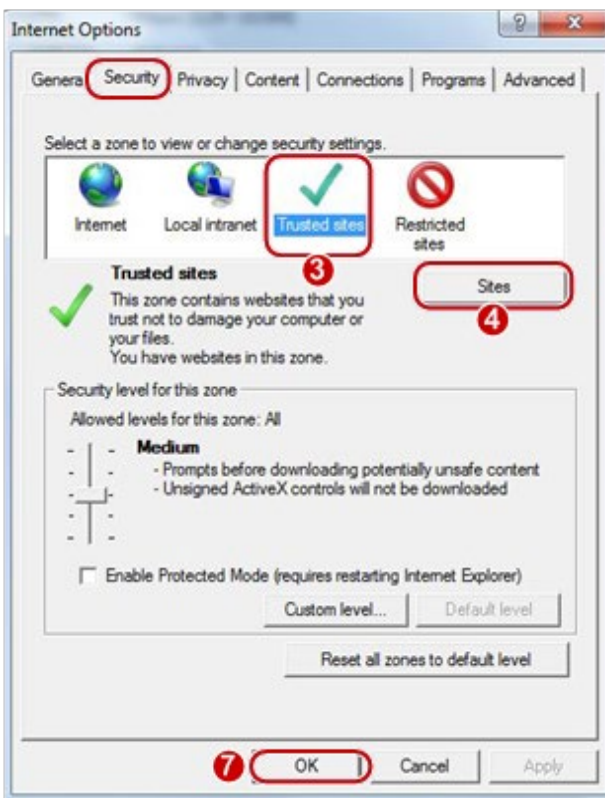 Internet Options
General Security Privacy Content Connections Programs Advanced
Select a zone to view or change security settings.
Internet Local intranet Trusted sites Restricted sites
3
Trusted sites
Sites
4
This zone contains websites that you
trust not to damage your computer or
your files.
You have websites in this zone.
Security level for this zone
Allowed levels for this zone: All
Medium
- Prompts before downloading potentially unsafe content
- Unsigned ActiveX controls will not be downloaded
Enable Protected Mode (requires restarting Internet Explorer)
Custom level... Default level
Reset all zones to default level
7 OK Cancel Apply